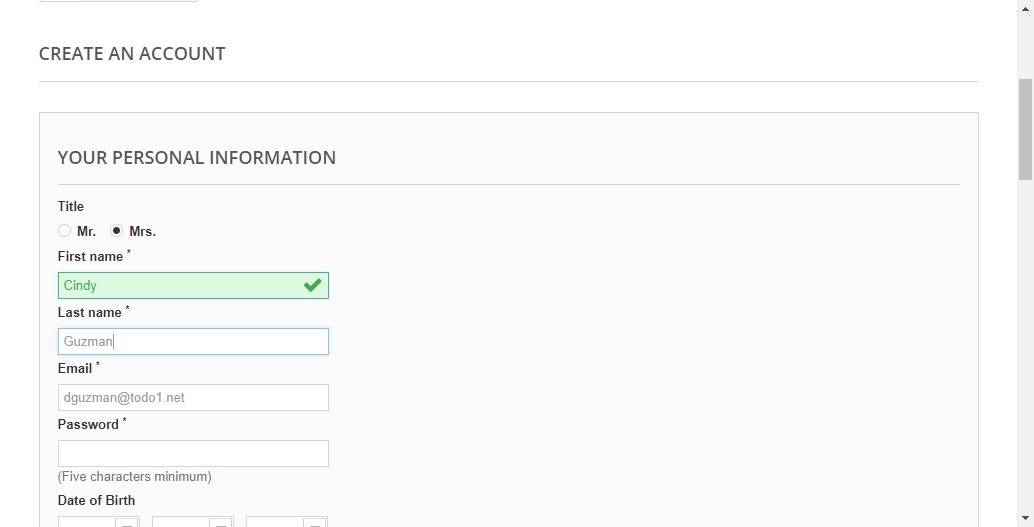 CREATE AN ACCOUNT
YOUR PERSONAL INFORMATION
Title
Mr. Mrs.
First name *
Cindy
Last name *
Guzman
Email *
dguzman@todo1.net
Password *
(Five characters minimum)
Date of Birth